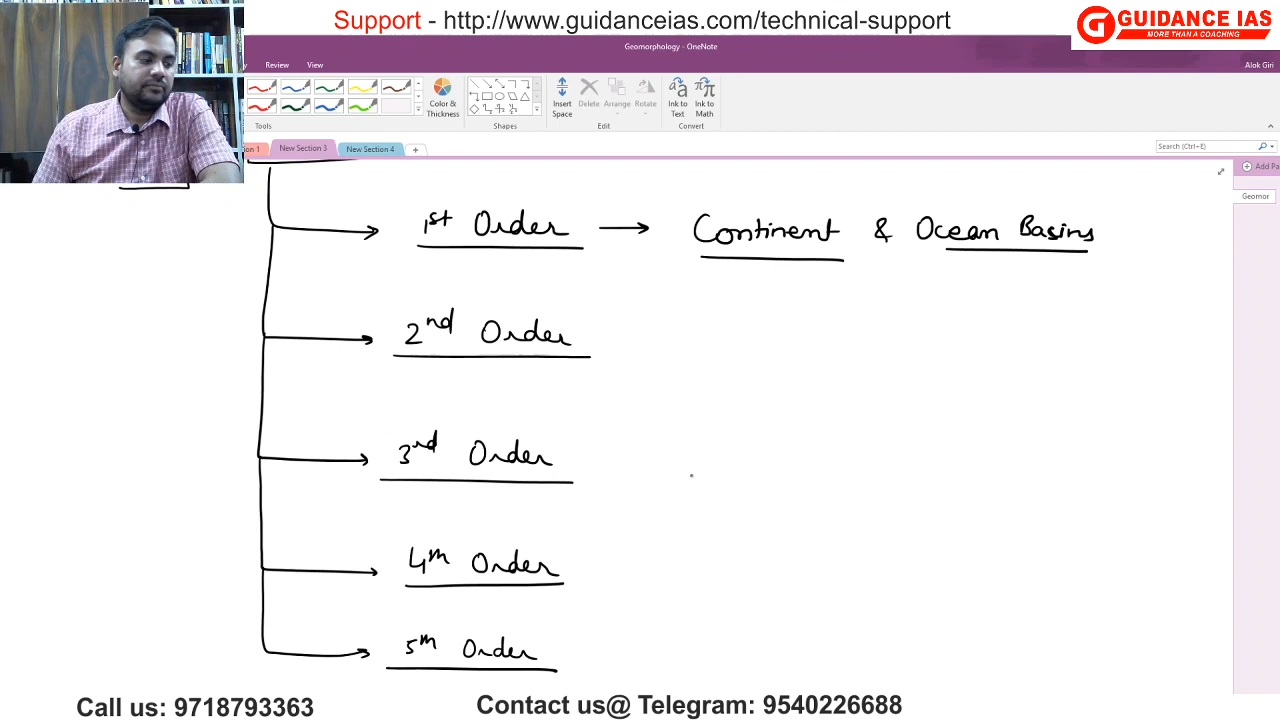 Support - http://www.guidanceias.com/technical-support
GUIDANCE IAS
MORE THAN A COACHING
Geomorphology - OneNote
Alok Giri
Review View
Color & Thickness
Insert Space
Delete Arrange Rotate
Ink to Text
Ink to Math
Tools Shapes Edit Convert
New Section 3 New Section 4
Search (Ctrl+E)
Add Pa
Geomor
1st Order → Continent & Ocean Basins
2nd Order
3rd Order
4th Order
5th Order
Call us: 9718793363
Contact us@ Telegram: 9540226688